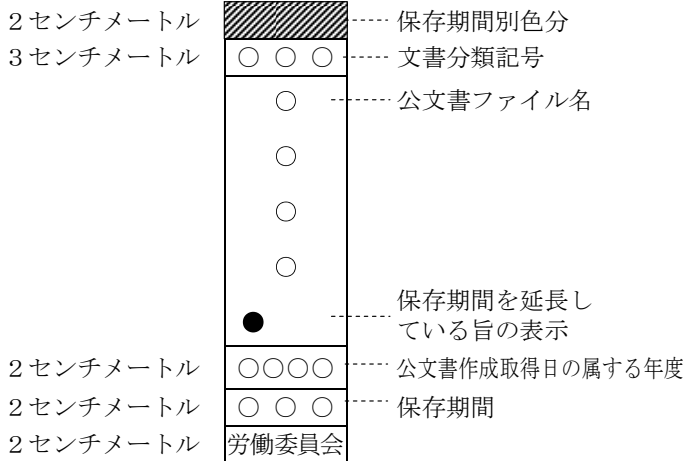 2センチメートル 保存期間別色分
3センチメートル ○ ○ ○ 文書分類記号
○ 公文書ファイル名
○
○
○
保存期間を延長し
● ている旨の表示
2センチメートル ○○○○ 公文書作成取得日の属する年度
2センチメートル ○ ○ ○ 保存期間
2センチメートル 労働委員会